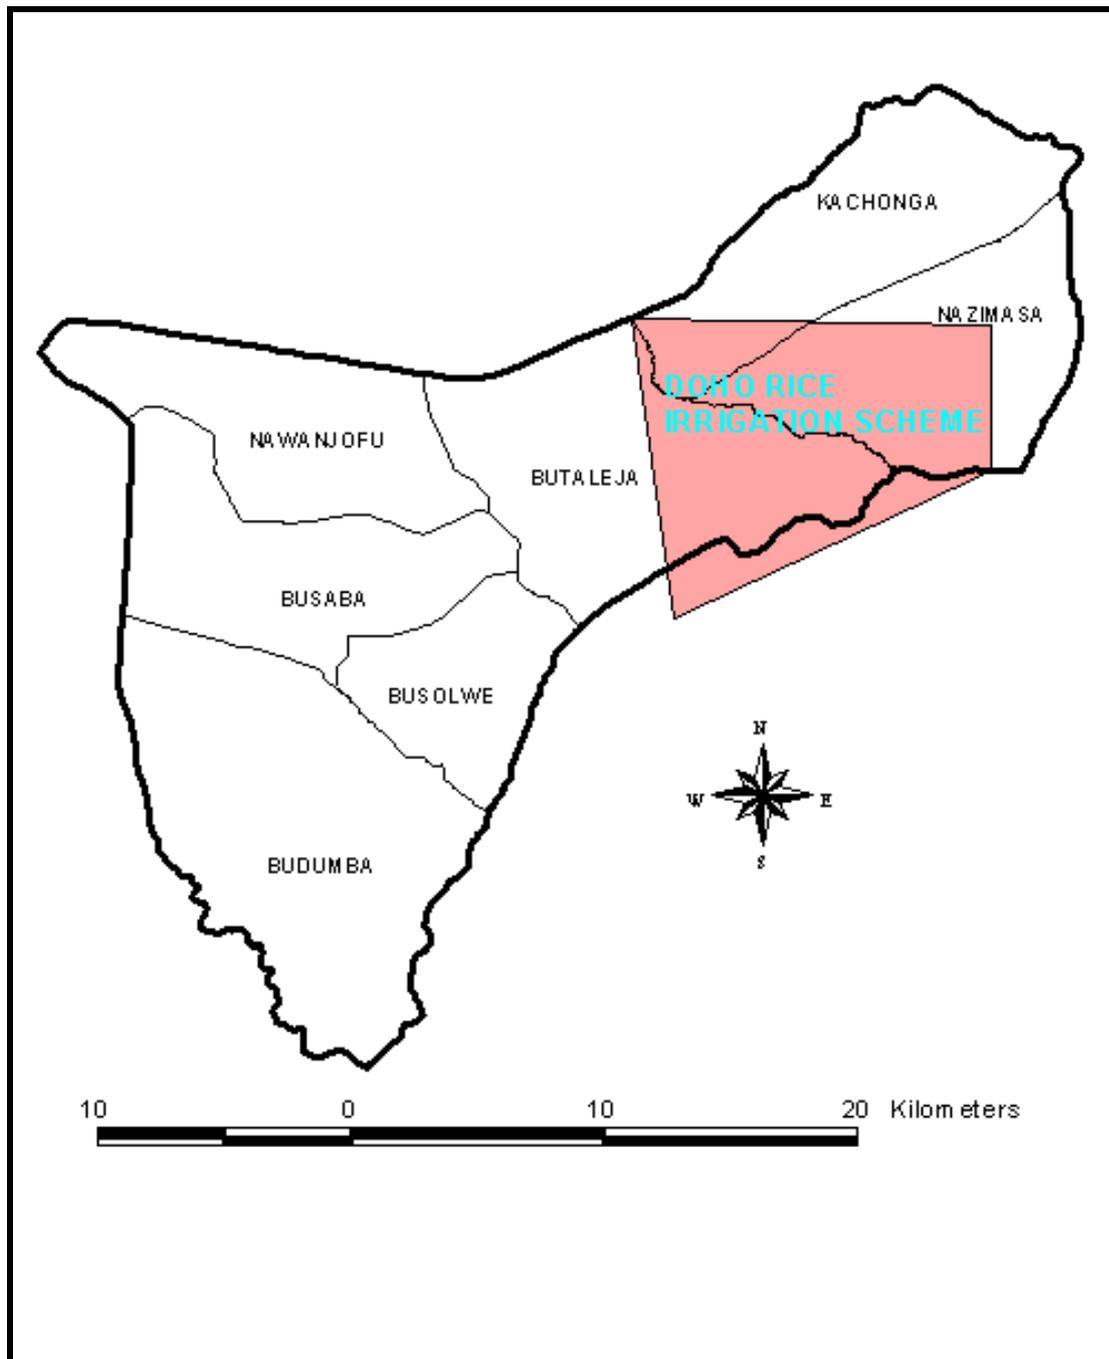 KACHONGA
NAZIMASA
DOHO RICE
IRRIGATION SCHEME
NAWANJOFU
BUTALEJA
BUSABA
BUSOLWE
N
W E
S
BUDUMBA
10 0 10 20 Kilometers